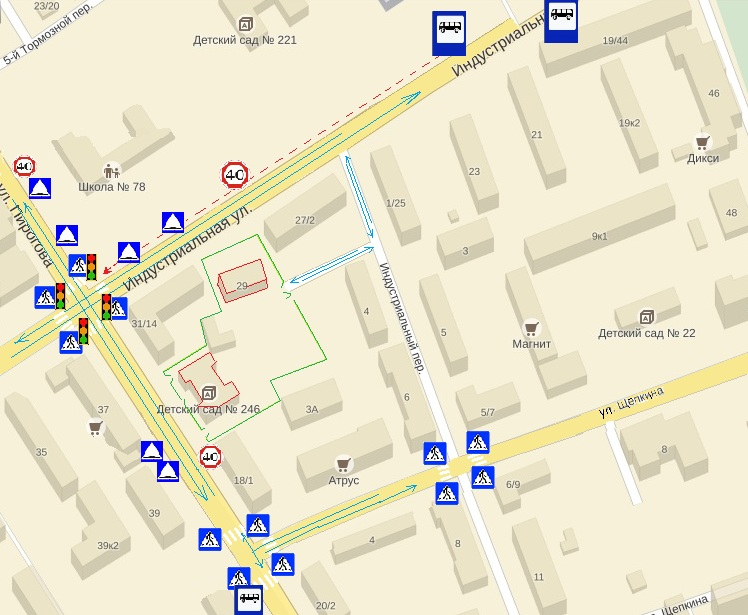 23/20
5-й Тормозной пер.
Детский сад № 221
Индустриальн
19/44
46
21
19к2
Дикси
40
ул. Пирогова
Школа № 78
40
23
1/25
48
27/2
Индустриальная ул.
3
9к1
29
Индустриальный пер.
31/14
4
5
Магнит
Детский сад № 22
37
Детский сад № 246
3А
6
5/7
ул. Щепкина
35
40
18/1
Атрус
8
6/9
39
39к2
4
8
11
20/2
ул. Щепкина